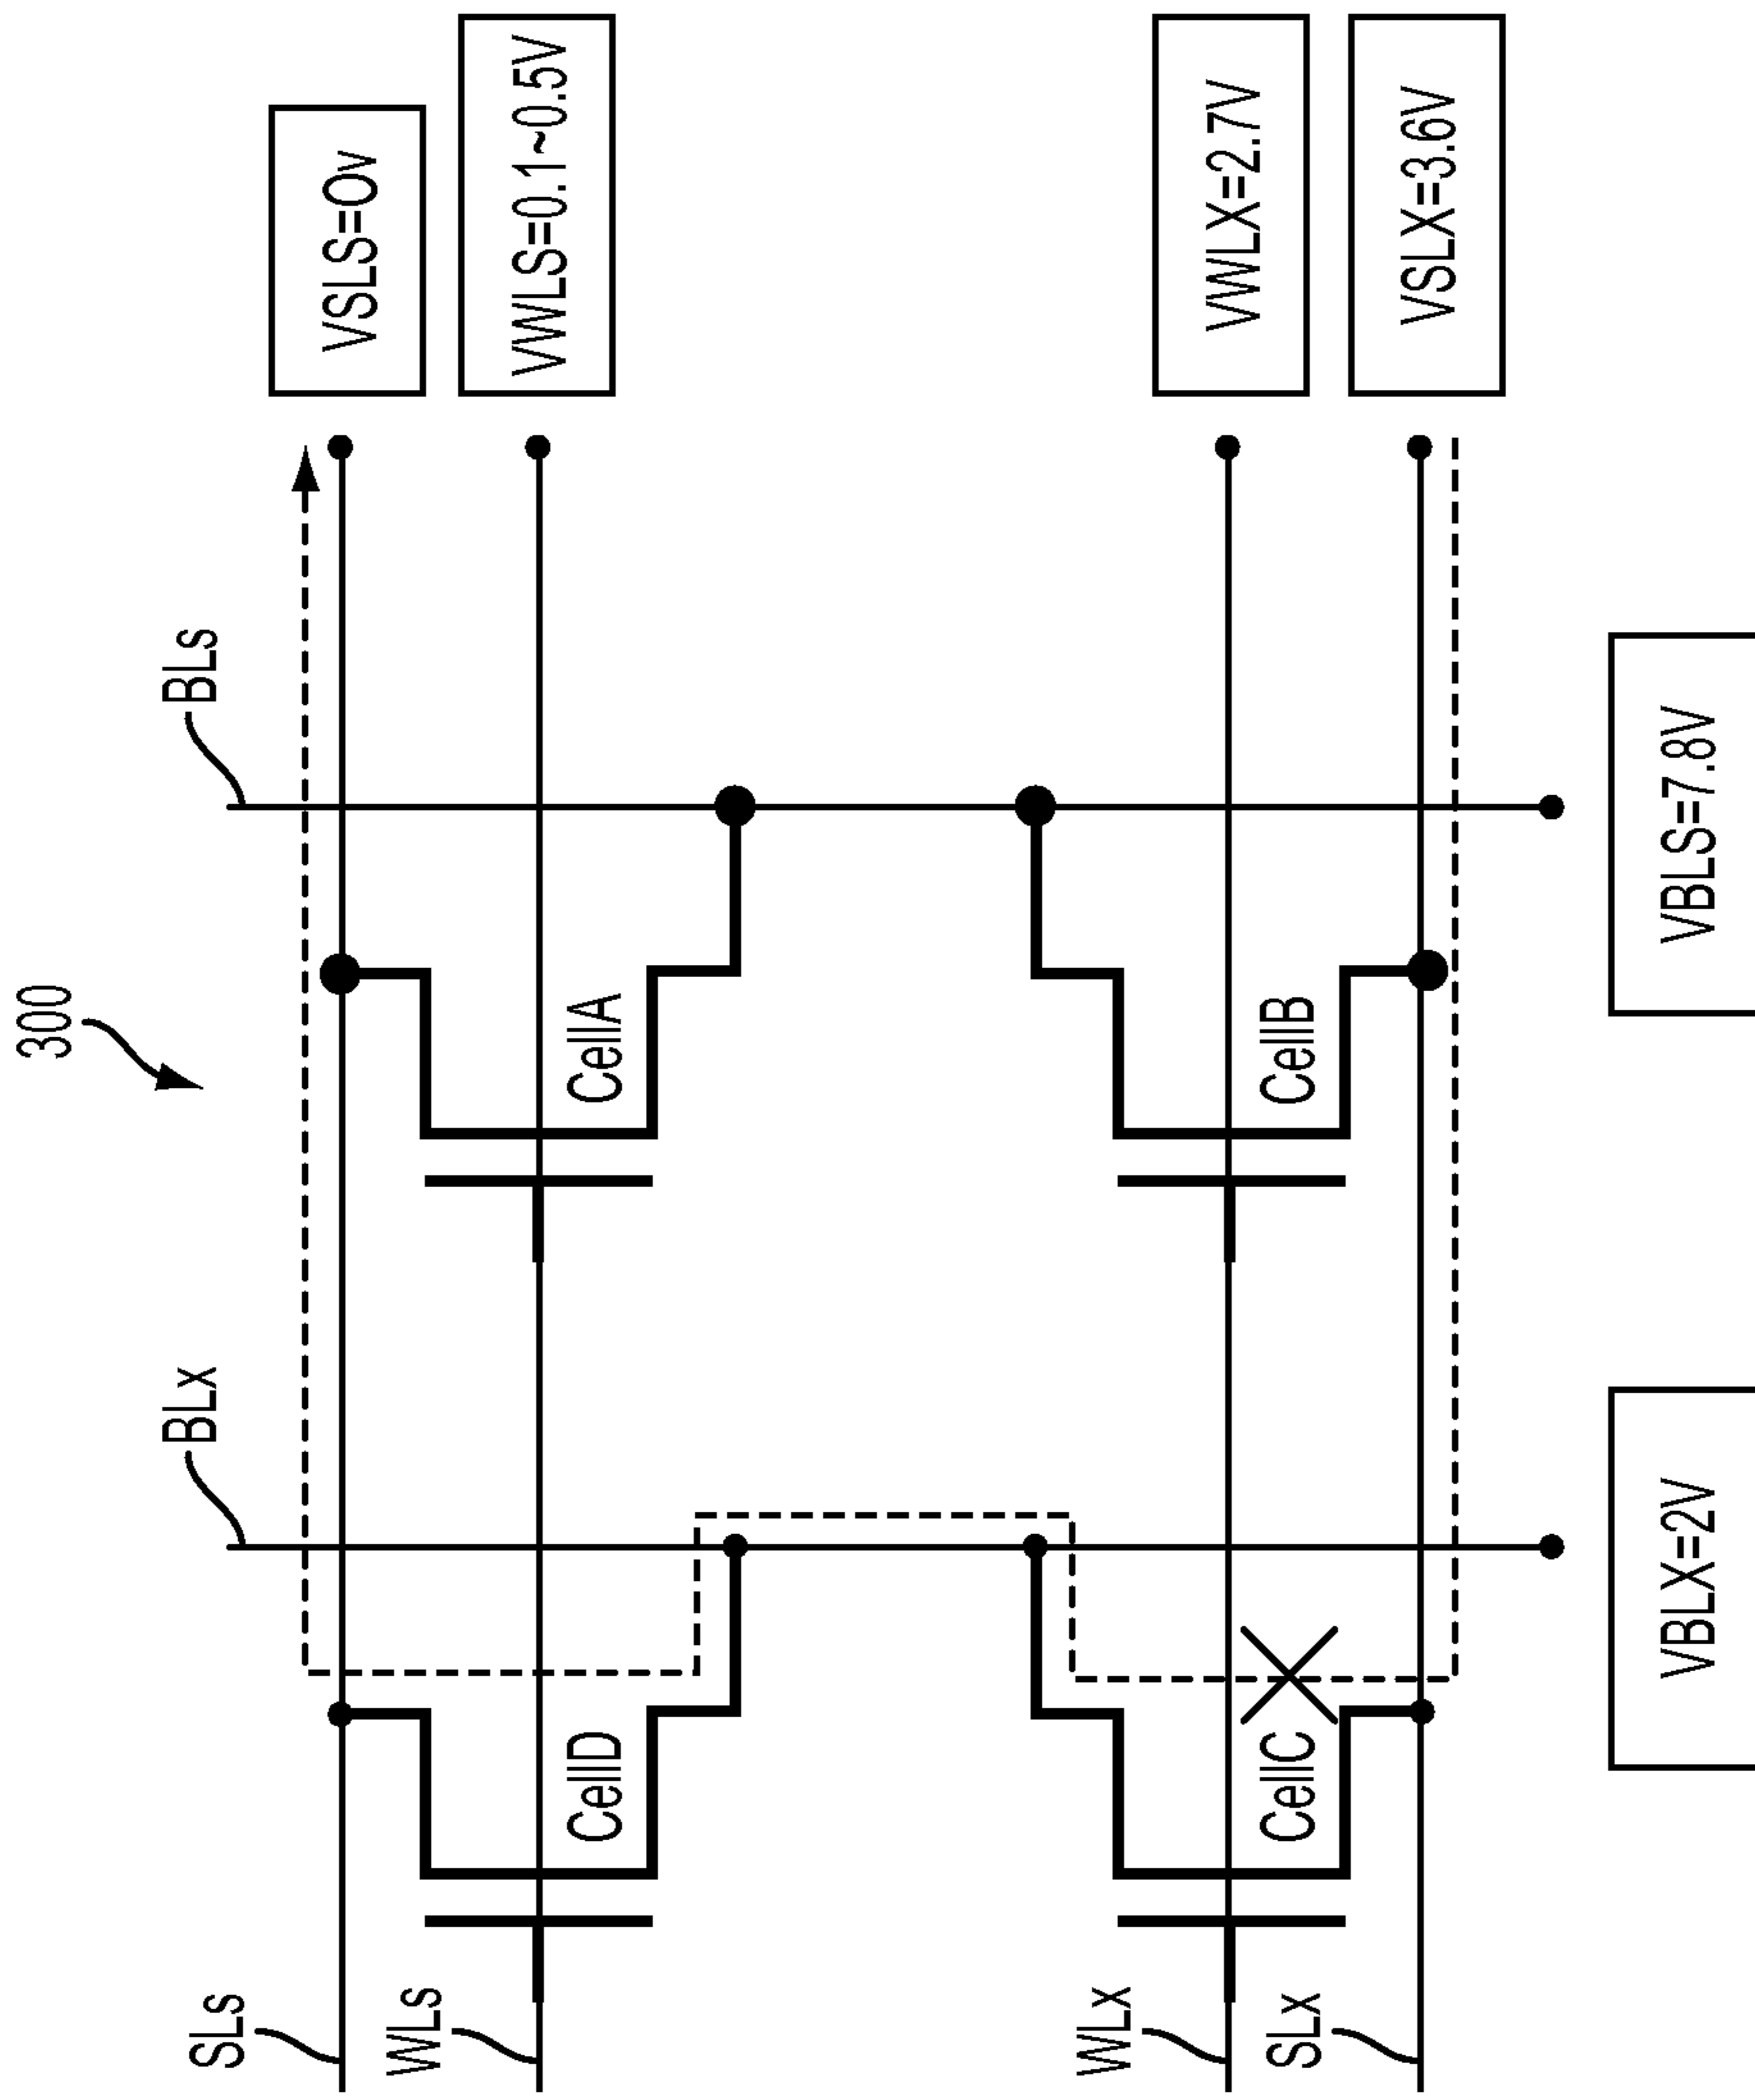 300
SLs
WLs
WLx
SLx
BLx
BLs
CellD
CellA
CellC
CellB
VSLS=0v
VWLS=0.1~0.5V
VWLX=2.7V
VSLX=3.6V
VBLX=2V
VBLS=7.8V